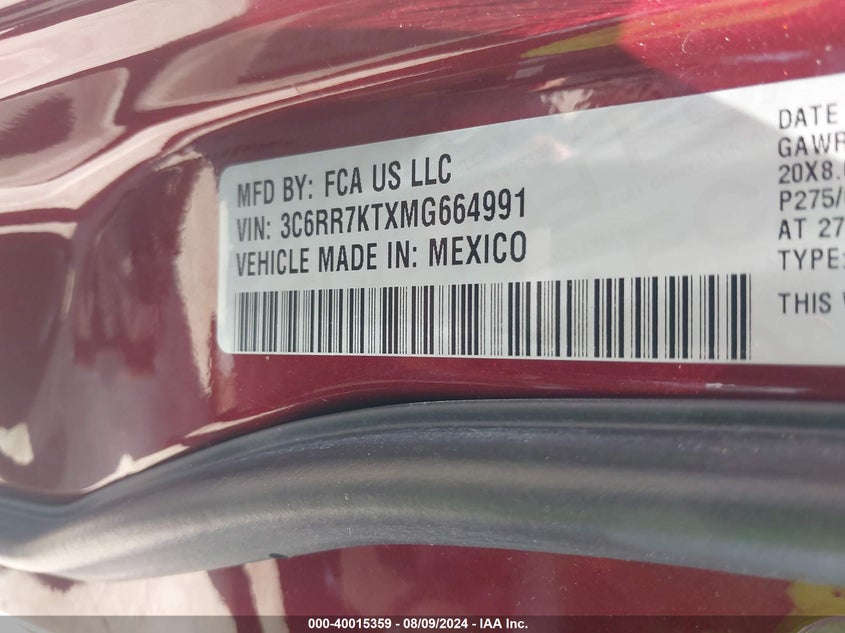 MFD BY: FCA US LLC
VIN: 3C6RR7KTXMG664991
VEHICLE MADE IN: MEXICO
DATE
GAWR
20X8.
P275/
AT 27
TYPE:
THIS
000-40015359 - 08/09/2024 - IAA Inc.